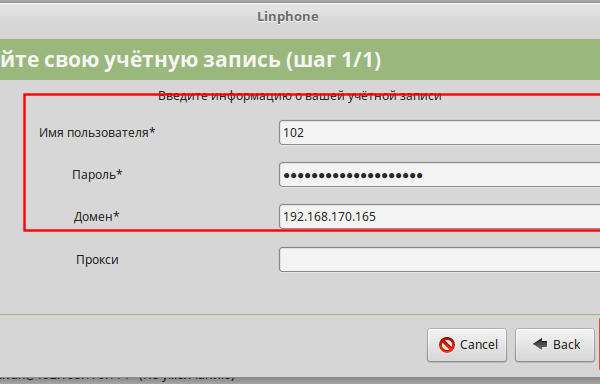 Linphone
йте свою учётную запись (шаг 1/1)
Введите информацию о вашей учётной записи
Имя пользователя* 102
Пароль* ●●●●●●●●●●●●●●●●●●●●
Домен* 192.168.170.165
Прокси
Cancel Back